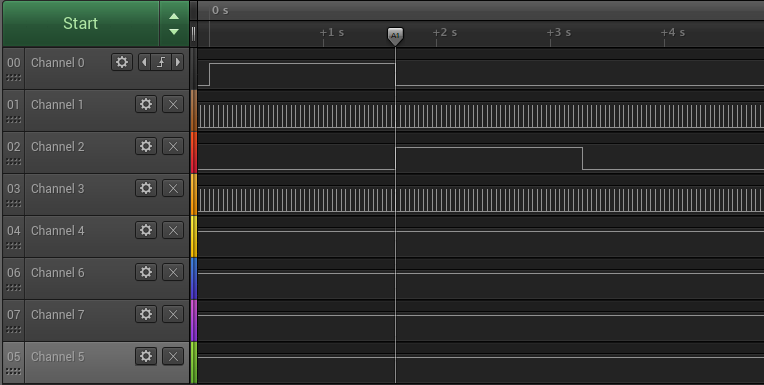 Start
0 s
+1 s
A1
+2 s
+3 s
+4 s
00 Channel 0
01 Channel 1
02 Channel 2
03 Channel 3
04 Channel 4
06 Channel 6
07 Channel 7
05 Channel 5